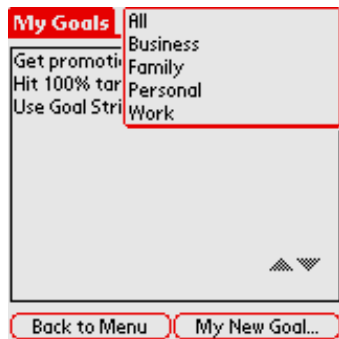 My Goals
All
Business
Family
Personal
Work
Get promoti
Hit 100% tar
Use Goal Stri
Back to Menu
My New Goal...